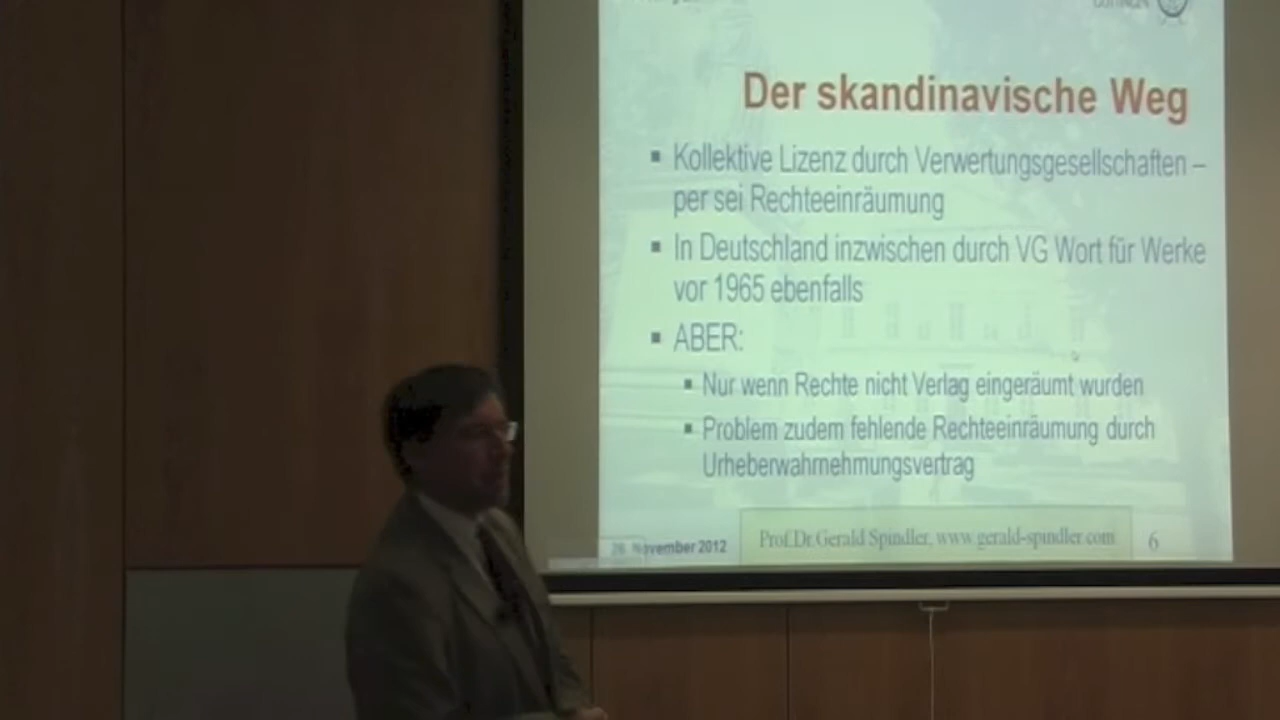 Der skandinavische Weg
▪ Kollektive Lizenz durch Verwertungsgesellschaften –
per sei Rechteeinräumung
▪ In Deutschland inzwischen durch VG Wort für Werke
vor 1965 ebenfalls
▪ ABER:
▪ Nur wenn Rechte nicht Verlag eingeräumt wurden
▪ Problem zudem fehlende Rechteeinräumung durch
Urheberwahrnehmungsvertrag
November 2012
Prof.Dr.Gerald Spindler, www.gerald-spindler.com
6